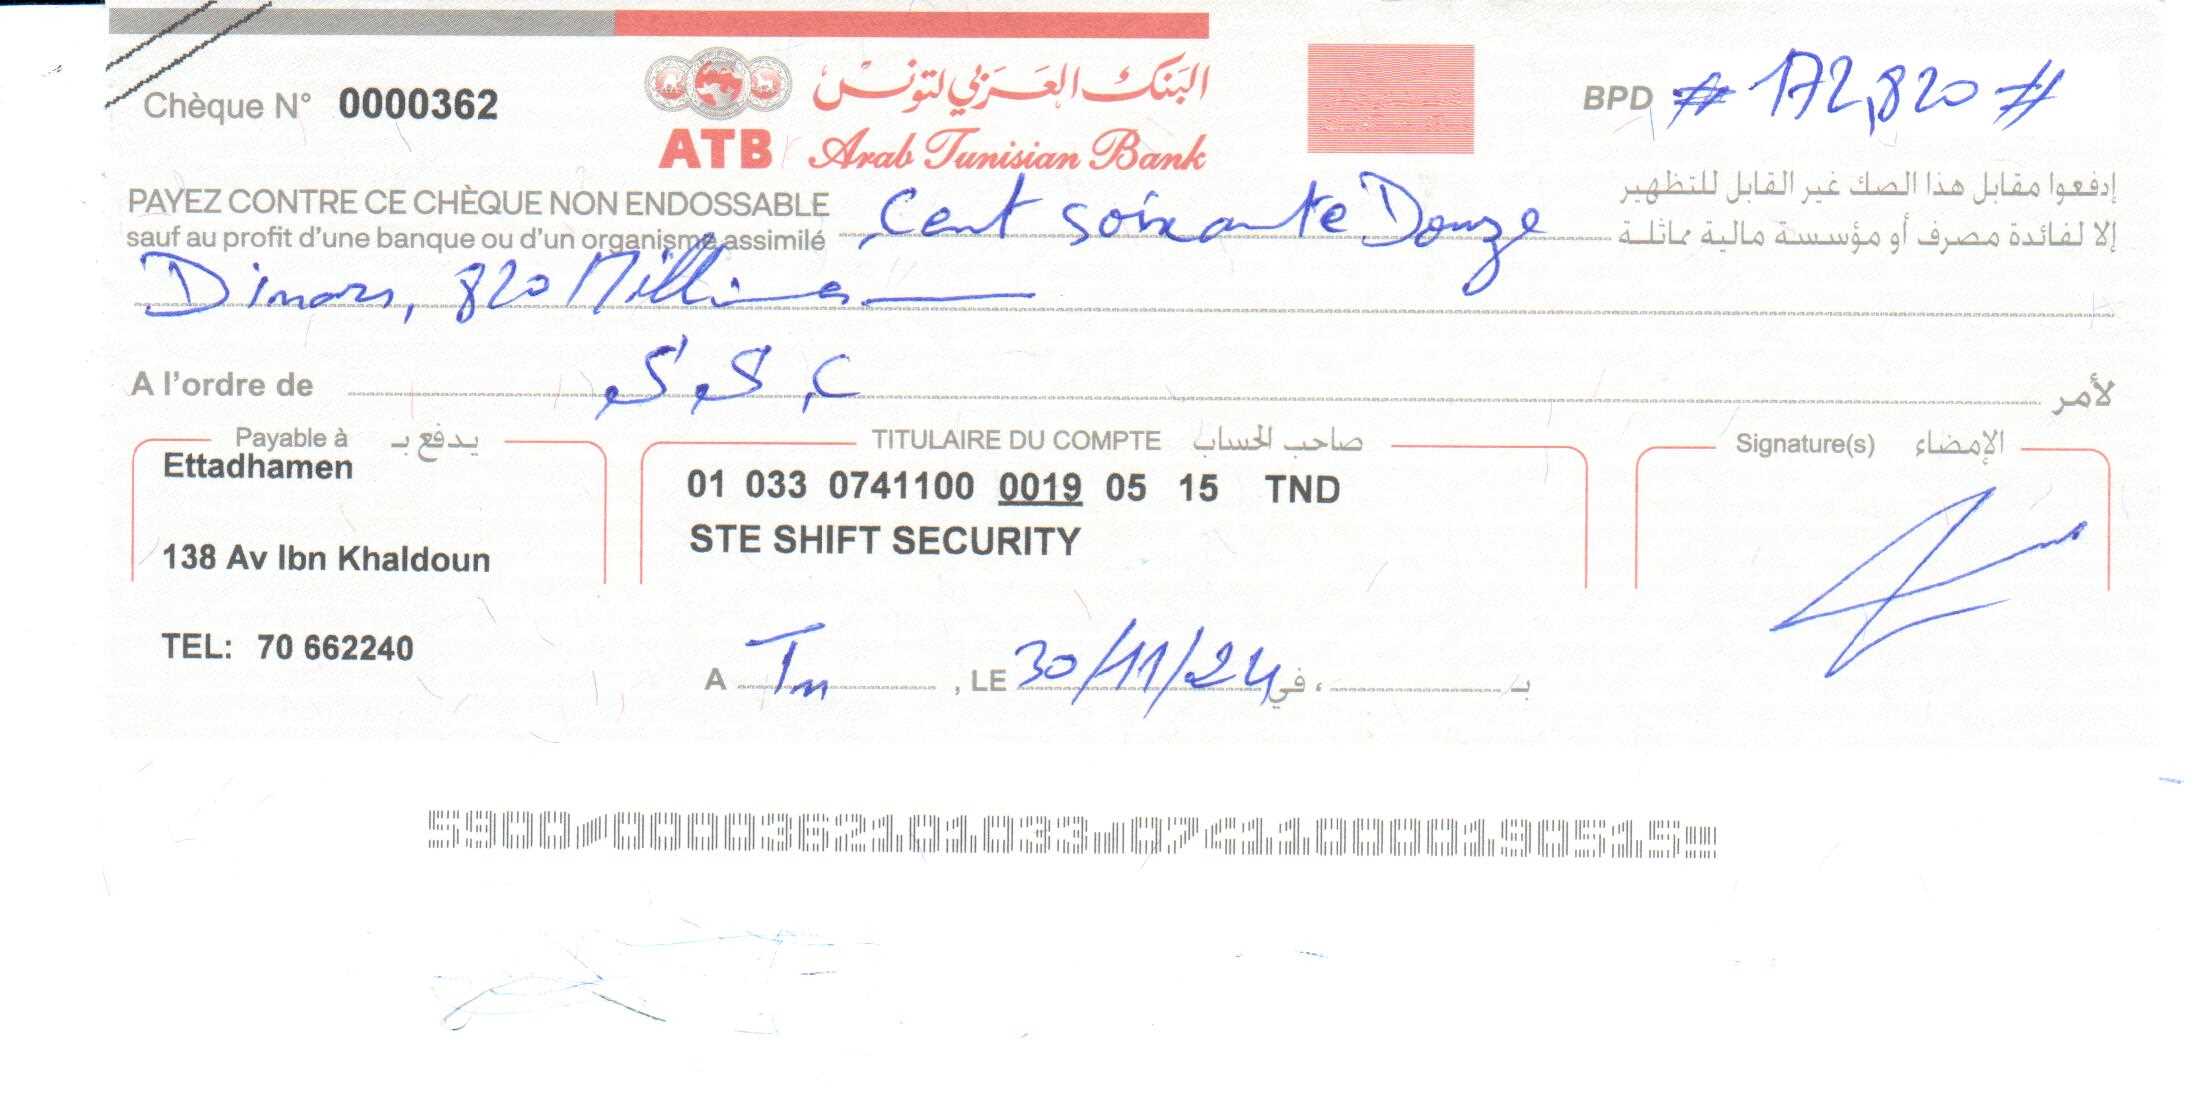 Chèque N° 0000362
البنك العربي لتونس
ATB Arab Tunisian Bank
BPD # 172,820 #
PAYEZ CONTRE CE CHÈQUE NON ENDOSSABLE
sauf au profit d'une banque ou d'un organisme assimilé
Cent soixante Douze
إدفعوا مقابل هذا الصك غير القابل للتظهير
إلا لفائدة مصرف أو مؤسسة مالية مماثلة
Dinars, 820 Millimes
A l'ordre de S.S.C لأمر
Payable à يدفع بـ
Ettadhamen
138 Av Ibn Khaldoun
TEL: 70 662240
TITULAIRE DU COMPTE صاحب الحساب
01 033 0741100 0019 05 15 TND
STE SHIFT SECURITY
Signature(s) الإمضاء
A Tn , LE 30/11/24 في ، بـ
5900 0000362 101033 074110000190515